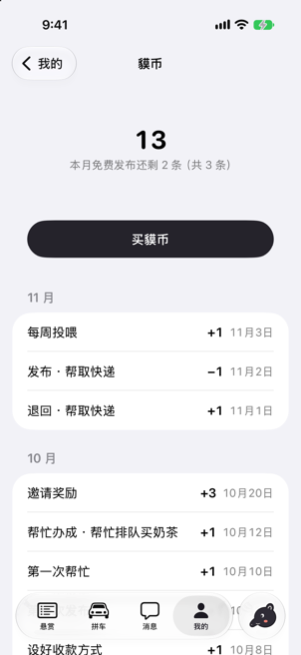 9:41
我的
貘币
13
本月免费发布还剩 2 条 (共 3 条)
买貘币
11 月
每周投喂 +1 11月3日
发布 · 帮取快递 −1 11月2日
退回 · 帮取快递 +1 11月1日
10 月
邀请奖励 +3 10月20日
帮忙办成 · 帮忙排队买奶茶 +1 10月12日
第一次帮忙 +1 10月10日
悬赏 拼车 消息 我的
设好收款方式 +1 10月8日